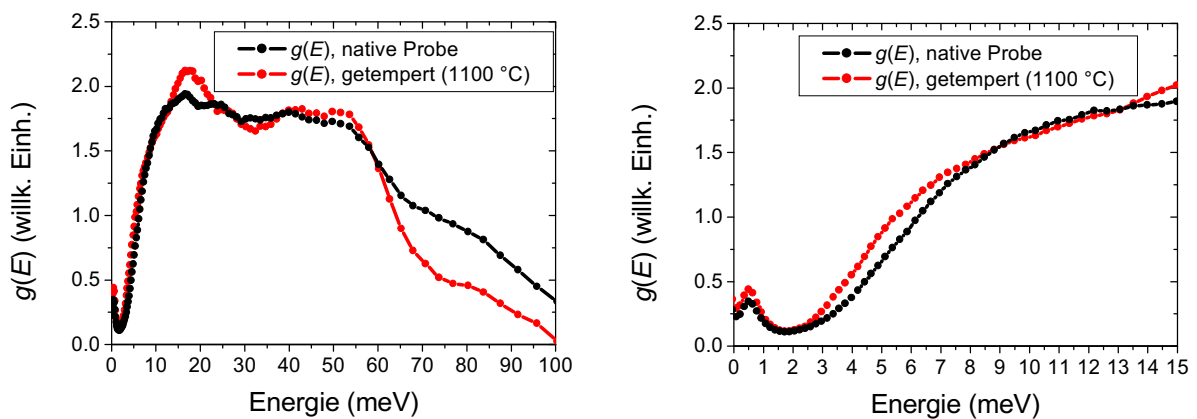 2.5
2.0
1.5
1.0
0.5
0.0
g(E) (willk. Einh.)
g(E), native Probe
g(E), getempert (1100 °C)
0 10 20 30 40 50 60 70 80 90 100
Energie (meV)
2.5
2.0
1.5
1.0
0.5
0.0
g(E) (willk. Einh.)
g(E), native Probe
g(E), getempert (1100 °C)
0 1 2 3 4 5 6 7 8 9 10 11 12 13 14 15
Energie (meV)